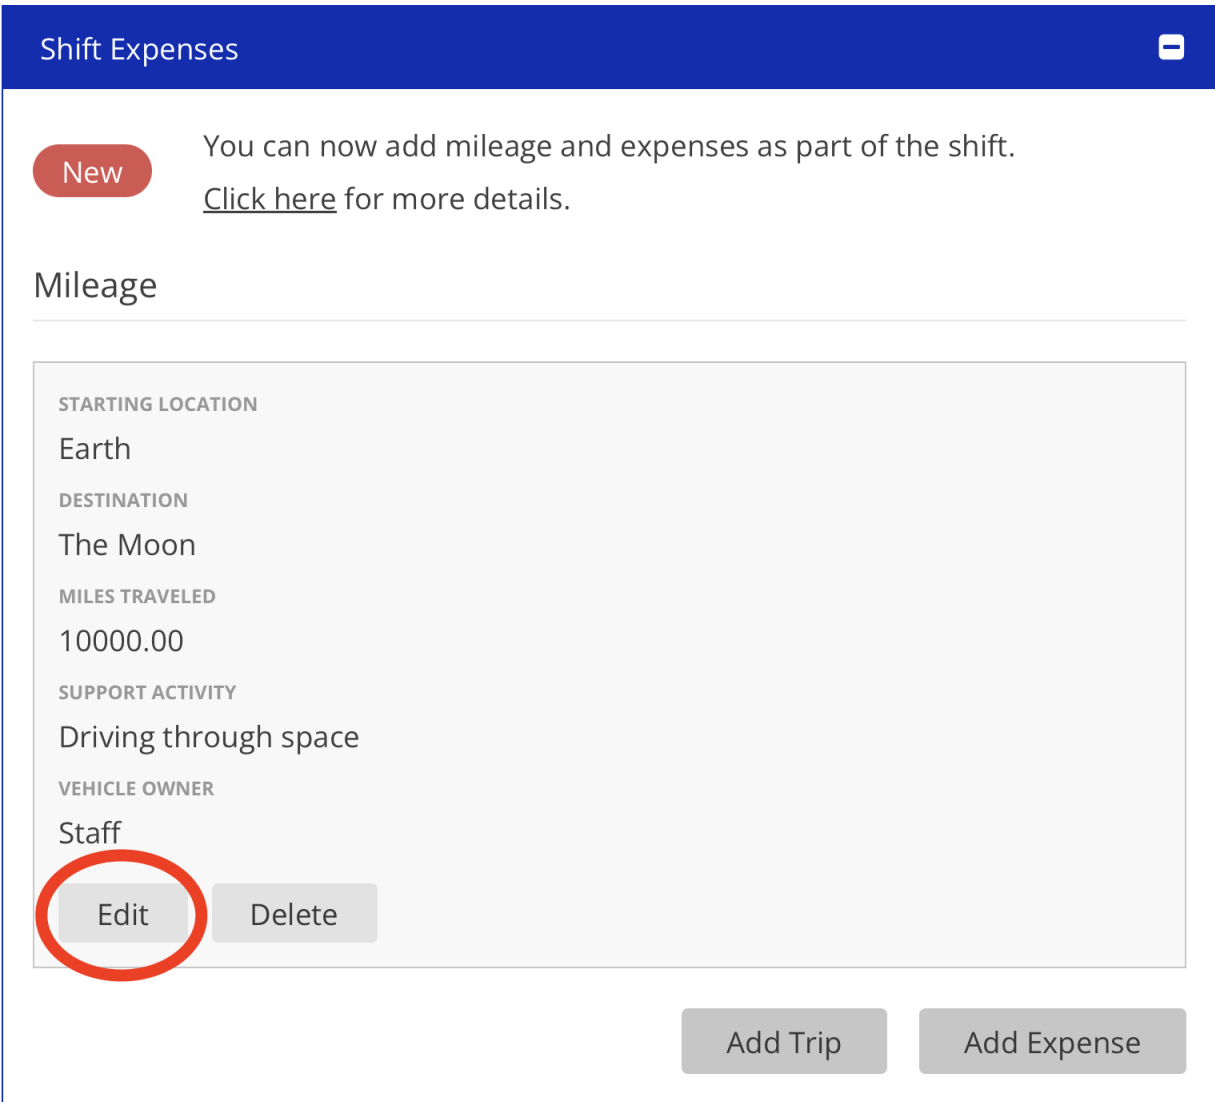 Shift Expenses
New
You can now add mileage and expenses as part of the shift.
Click here for more details.
Mileage
STARTING LOCATION
Earth
DESTINATION
The Moon
MILES TRAVELED
10000.00
SUPPORT ACTIVITY
Driving through space
VEHICLE OWNER
Staff
Edit Delete
Add Trip Add Expense